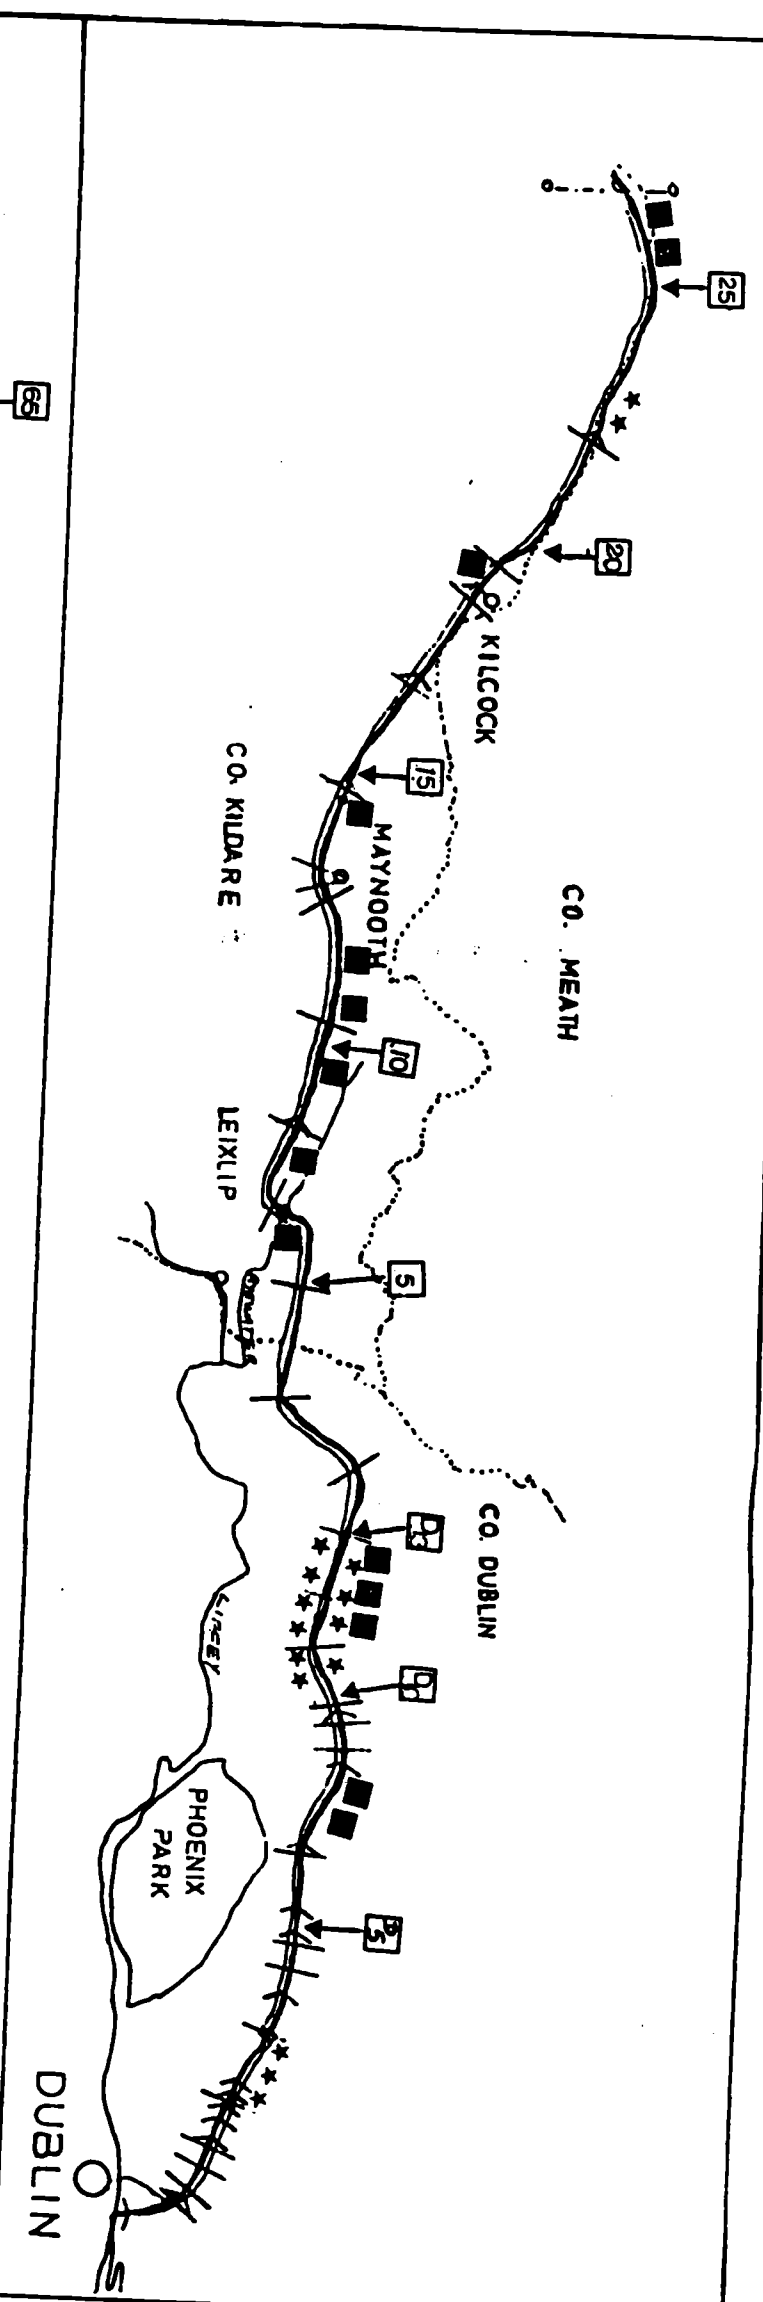 25
65
20
KILCOCK
15
MAYNOOTH
CO. KILDARE
CO. MEATH
10
LEIXLIP
5
CO. DUBLIN
LIFFEY
PHOENIX
PARK
DUBLIN